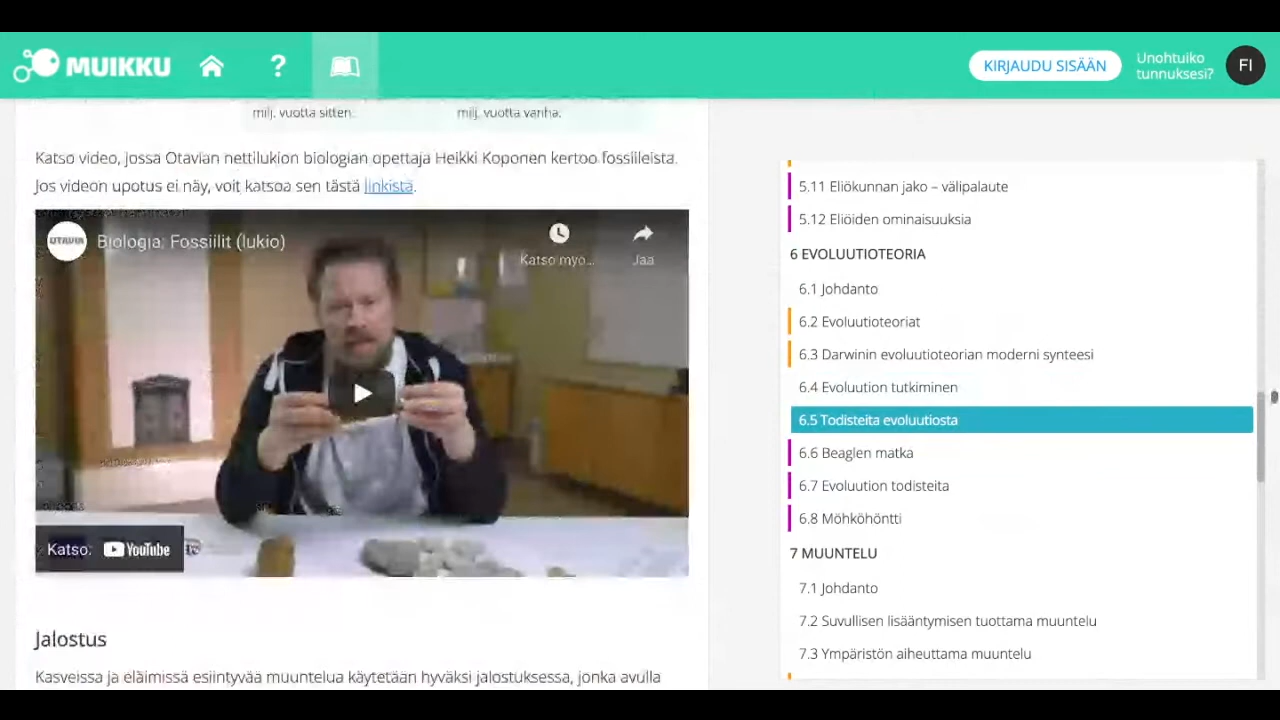 MUIKKU
?
KIRJAUDU SISÄÄN
Unohtuiko
tunnuksesi?
FI
milj. vuotta sitten.
milj. vuotta vanha.
Katso video, jossa Otavian nettilukion biologian opettaja Heikki Koponen kertoo fossiileista.
Jos videon upotus ei näy, voit katsoa sen tästä linkistä.
OTAVIA
Biologia: Fossiilit (lukio)
Katso myö...
Jaa
Katso:
YouTube
Jalostus
Kasveissa ja eläimissä esiintyvää muuntelua käytetään hyväksi jalostuksessa, jonka avulla
5.11 Eliökunnan jako – välipalaute
5.12 Eliöiden ominaisuuksia
6 EVOLUUTIOTEORIA
6.1 Johdanto
6.2 Evoluutioteoriat
6.3 Darwinin evoluutioteorian moderni synteesi
6.4 Evoluution tutkiminen
6.5 Todisteita evoluutiosta
6.6 Beaglen matka
6.7 Evoluution todisteita
6.8 Möhköhöntti
7 MUUNTELU
7.1 Johdanto
7.2 Suvullisen lisääntymisen tuottama muuntelu
7.3 Ympäristön aiheuttama muuntelu